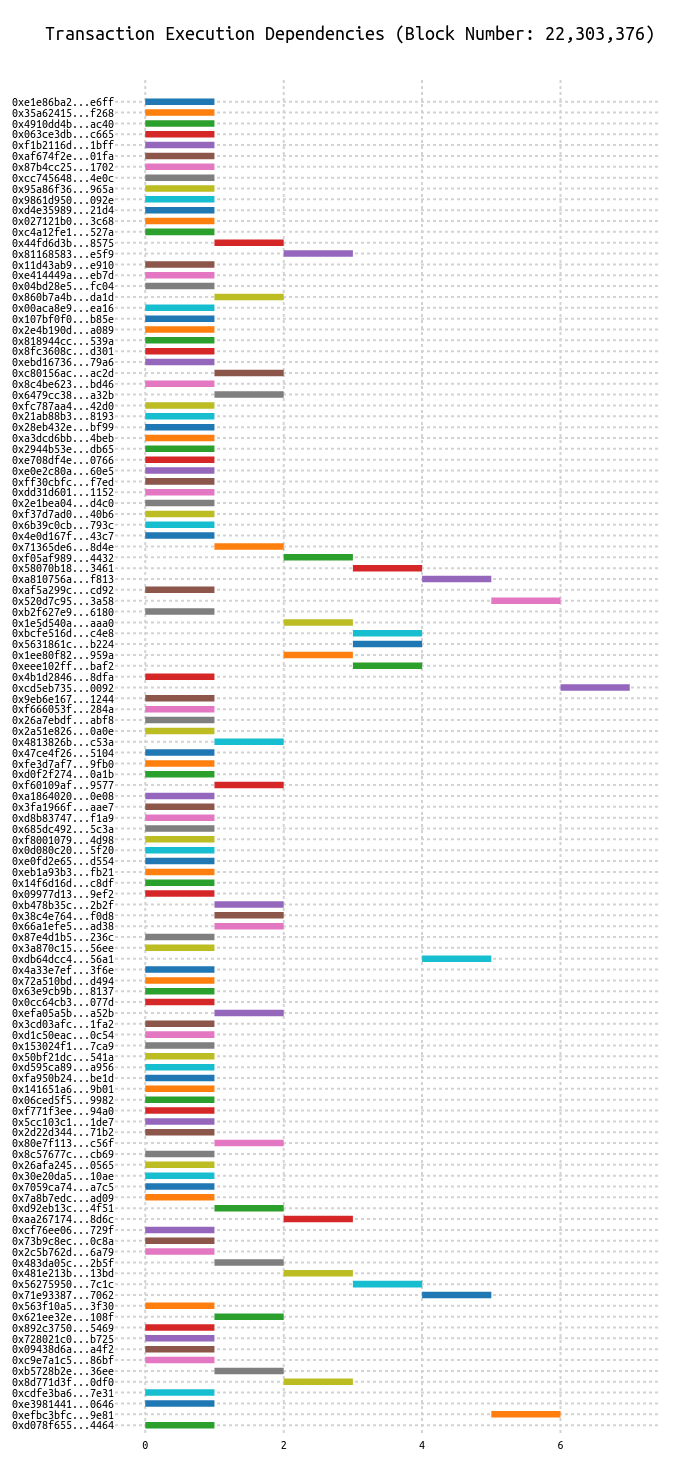 Transaction Execution Dependencies (Block Number: 22,303,376)
0xe1e86ba2...e6ff
0x35a62415...f268
0x4910dd4b...ac40
0x063ce3db...c665
0xf1b2116d...1bff
0xaf674f2e...01fa
0x87b4cc25...1702
0xcc745648...4e0c
0x95a86f36...965a
0x9861d950...092e
0xd4e35989...21d4
0x027121b0...3c68
0xc4a12fe1...527a
0x44fd6d3b...8575
0x81168583...e5f9
0x11d43ab9...e910
0xe414449a...eb7d
0x04bd28e5...fc04
0x860b7a4b...da1d
0x00aca8e9...ea16
0x107bf0f0...b85e
0x2e4b190d...a089
0x818944cc...539a
0x8fc3608c...d301
0xebd16736...79a6
0xc80156ac...ac2d
0x8c4be623...bd46
0x6479cc38...a32b
0xfc787aa4...42d0
0x21ab88b3...8193
0x28eb432e...bf99
0xa3dcd6bb...4beb
0x2944b53e...db65
0xe708df4e...0766
0xe0e2c80a...60e5
0xff30cbfc...f7ed
0xdd31d601...1152
0x2e1bea04...d4c0
0xf37d7ad0...40b6
0x6b39c0cb...793c
0x4e0d167f...43c7
0x71365de6...8d4e
0xf05af989...4432
0x58070b18...3461
0xa810756a...f813
0xaf5a299c...cd92
0x520d7c95...3a58
0xb2f627e9...6180
0x1e5d540a...aaa0
0xbcfe516d...c4e8
0x5631861c...b224
0x1ee80f82...959a
0xeee102ff...baf2
0x4b1d2846...8dfa
0xcd5eb735...0092
0x9eb6e167...1244
0xf666053f...284a
0x26a7ebdf...abf8
0x2a51e826...0a0e
0x4813826b...c53a
0x47ce4f26...5104
0xfe3d7af7...9fb0
0xd0f2f274...0a1b
0xf60109af...9577
0xa1864020...0e08
0x3fa1966f...aae7
0xd8b83747...f1a9
0x685dc492...5c3a
0xf8001079...4d98
0x0d080c20...5f20
0xe0fd2e65...d554
0xeb1a93b3...fb21
0x14f6d16d...c8df
0x09977d13...9ef2
0xb478b35c...2b2f
0x38c4e764...f0d8
0x66a1efe5...ad38
0x87e4d1b5...236c
0x3a870c15...56ee
0xdb64dcc4...56a1
0x4a33e7ef...3f6e
0x72a510bd...d494
0x63e9cb9b...8137
0x0cc64cb3...077d
0xefa05a5b...a52b
0x3cd03afc...1fa2
0xd1c50eac...0c54
0x153024f1...7ca9
0x50bf21dc...541a
0xd595ca89...a956
0xfa950b24...be1d
0x141651a6...9b01
0x06ced5f5...9982
0xf771f3ee...94a0
0x5cc103c1...1de7
0x2d22d344...71b2
0x80e7f113...c56f
0x8c57677c...cb69
0x26afa245...0565
0x30e20da5...10ae
0x7059ca74...a7c5
0x7a8b7edc...ad09
0xd92eb13c...4f51
0xaa267174...8d6c
0xcf76ee06...729f
0x73b9c8ec...0c8a
0x2c5b762d...6a79
0x483da05c...2b5f
0x481e213b...13bd
0x56275950...7c1c
0x71e93387...7062
0x563f10a5...3f30
0x621ee32e...108f
0x892c3750...5469
0x728021c0...b725
0x09438d6a...a4f2
0xc9e7a1c5...86bf
0xb5728b2e...36ee
0x8d771d3f...0df0
0xcdfe3ba6...7e31
0xe3981441...0646
0xefbc3bfc...9e81
0xd078f655...4464
0 2 4 6